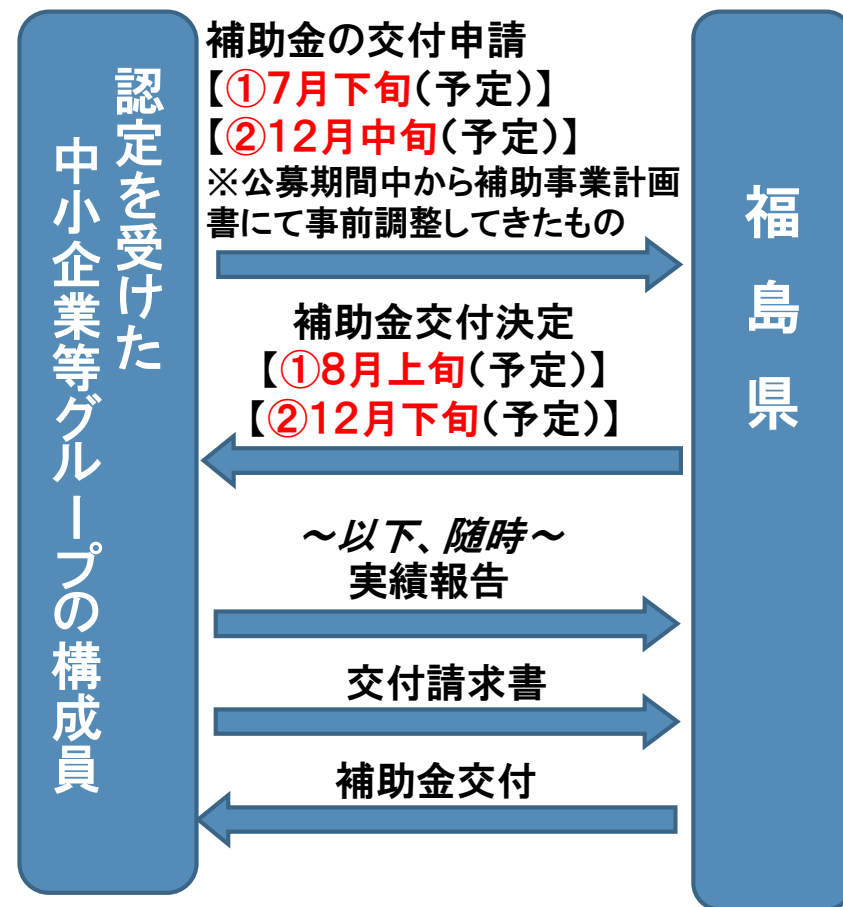 認定を受けた
中小企業等グループの構成員
補助金の交付申請
【①7月下旬(予定)】
【②12月中旬(予定)】
※公募期間中から補助事業計画
書にて事前調整してきたもの
補助金交付決定
【①8月上旬(予定)】
【②12月下旬(予定)】
～以下、随時～
実績報告
交付請求書
補助金交付
福島県